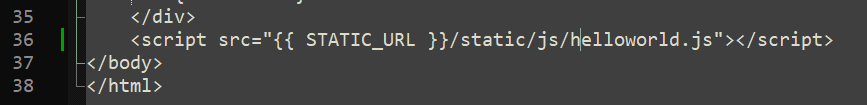 35 </div>
36 <script src="{{ STATIC_URL }}/static/js/helloworld.js"></script>
37 </body>
38 </html>